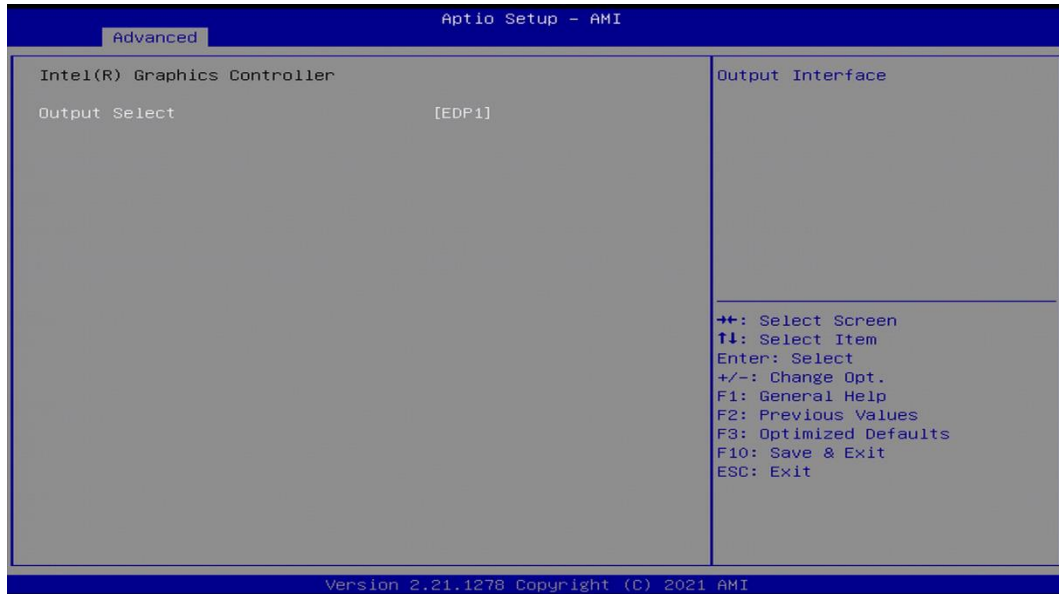 Aptio Setup – AMI
Advanced
Intel(R) Graphics Controller
Output Select [EDP1]
Output Interface
→←: Select Screen
↑↓: Select Item
Enter: Select
+/-: Change Opt.
F1: General Help
F2: Previous Values
F3: Optimized Defaults
F10: Save & Exit
ESC: Exit
Version 2.21.1278 Copyright (C) 2021 AMI